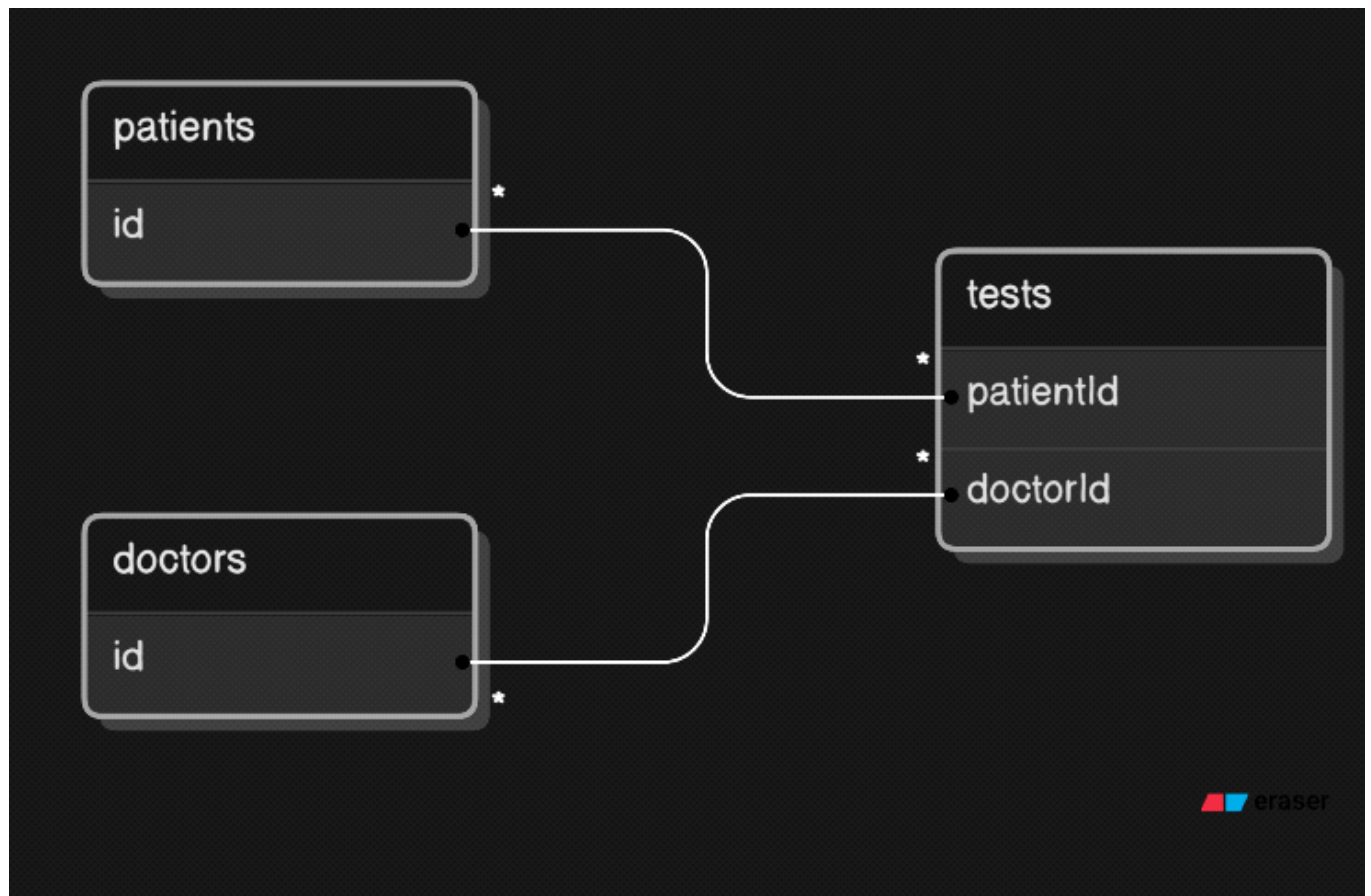 patients
id
*
tests
*
patientId
*
doctorId
doctors
id
*
eraser